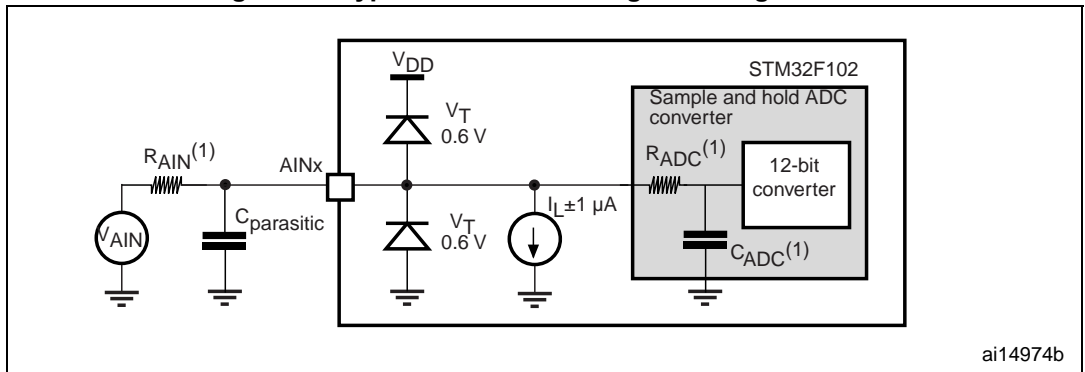 VDD
STM32F102
Sample and hold ADC
converter
VT
0.6 V
RAIN(1)
AINx
RADC(1)
12-bit
converter
IL±1 µA
VAIN
Cparasitic
VT
0.6 V
CADC(1)
ai14974b